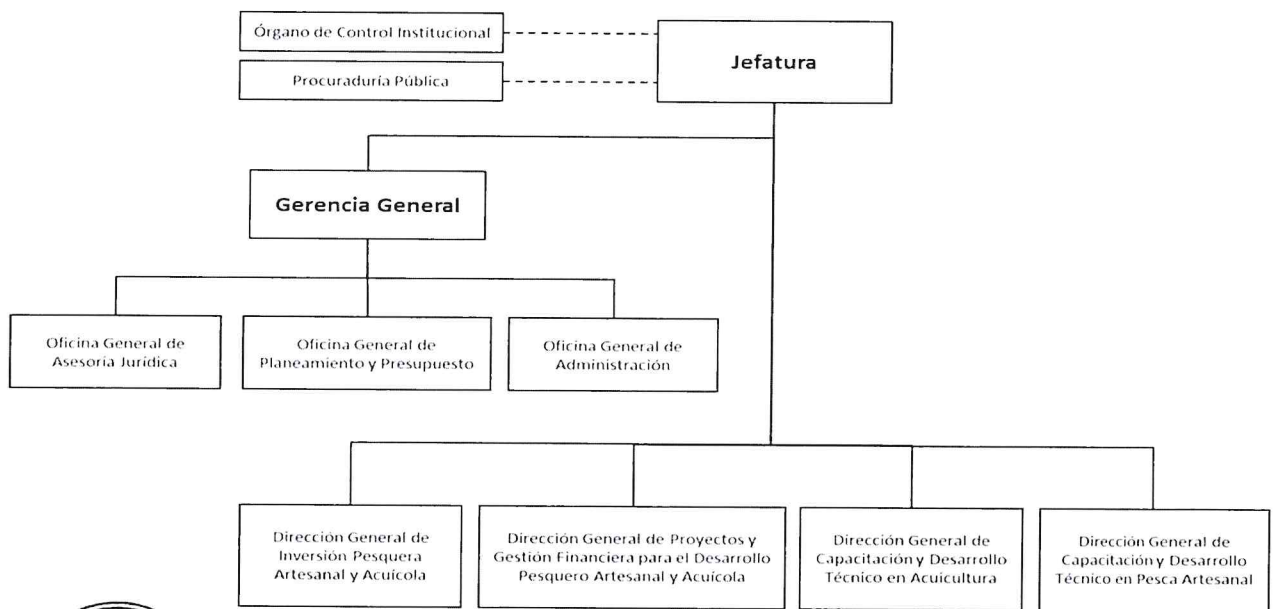 Órgano de Control Institucional
Procuraduría Pública
Jefatura
Gerencia General
Oficina General de
Asesoría Jurídica
Oficina General de
Planeamiento y Presupuesto
Oficina General de
Administración
Dirección General de
Inversión Pesquera
Artesanal y Acuícola
Dirección General de Proyectos y
Gestión Financiera para el Desarrollo
Pesquero Artesanal y Acuícola
Dirección General de
Capacitación y Desarrollo
Técnico en Acuicultura
Dirección General de
Capacitación y Desarrollo
Técnico en Pesca Artesanal